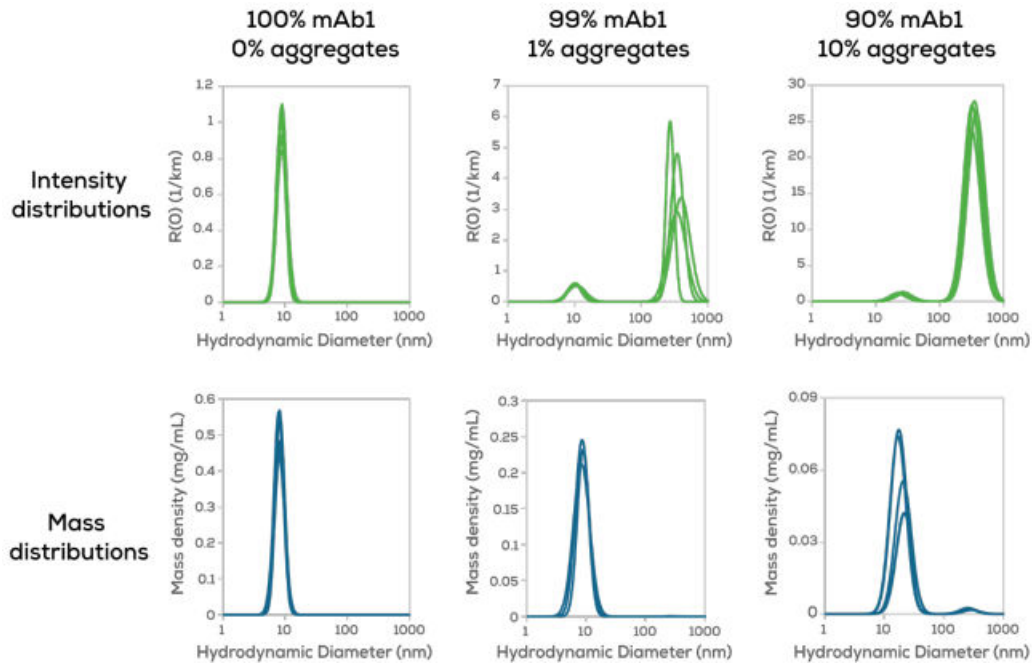 100% mAb1
0% aggregates
99% mAb1
1% aggregates
90% mAb1
10% aggregates
Intensity
distributions
R(0) (1/km)
1.2
1
0.8
0.6
0.4
0.2
0
1
10
100
1000
Hydrodynamic Diameter (nm)
R(0) (1/km)
7
6
5
4
3
2
1
0
1
10
100
1000
Hydrodynamic Diameter (nm)
R(0) (1/km)
30
25
20
15
10
5
0
1
10
100
1000
Hydrodynamic Diameter (nm)
Mass
distributions
Mass density (mg/mL)
0.6
0.5
0.4
0.3
0.2
0.1
0
1
10
100
1000
Hydrodynamic Diameter (nm)
Mass density (mg/mL)
0.3
0.25
0.2
0.15
0.1
0.05
0
1
10
100
1000
Hydrodynamic Diameter (nm)
Mass density (mg/mL)
0.09
0.06
0.03
0
1
10
100
1000
Hydrodynamic Diameter (nm)